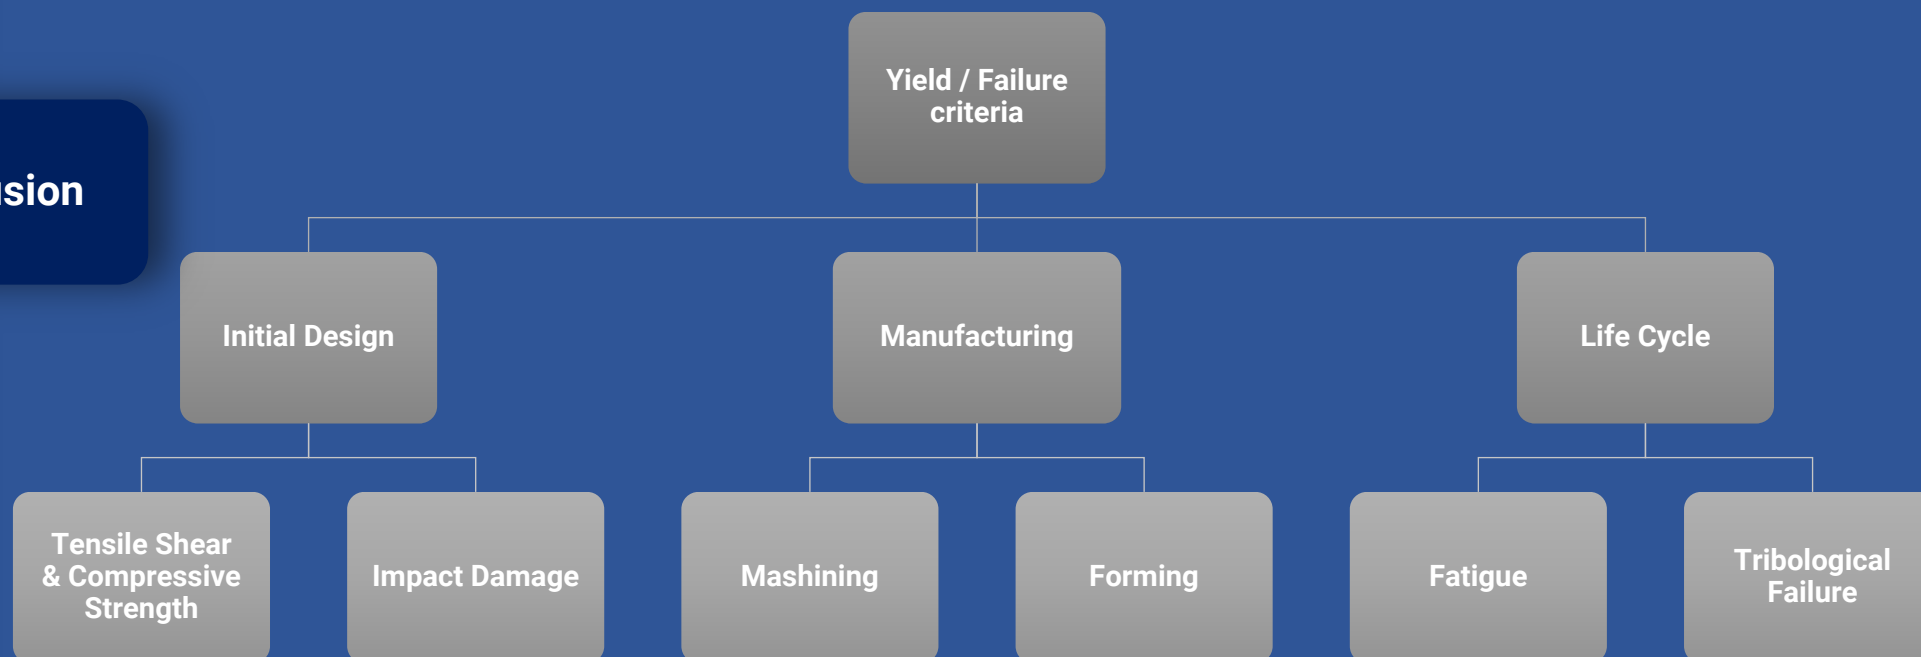 Yield / Failure
criteria
usion
Initial Design
Manufacturing
Life Cycle
Tensile Shear
& Compressive
Strength
Impact Damage
Mashining
Forming
Fatigue
Tribological
Failure